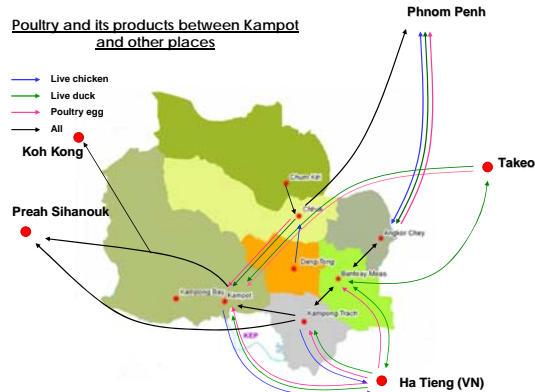 Poultry and its products between Kampot
and other places
Phnom Penh
Live chicken
Live duck
Poultry egg
All
Koh Kong
Takeo
Preah Sihanouk
Chum Kiri
Chhuk
Angkor Chey
Dang Tong
Banteay Meas
Kampong Bay
Kampot
Kampong Trach
KEP
Ha Tieng (VN)